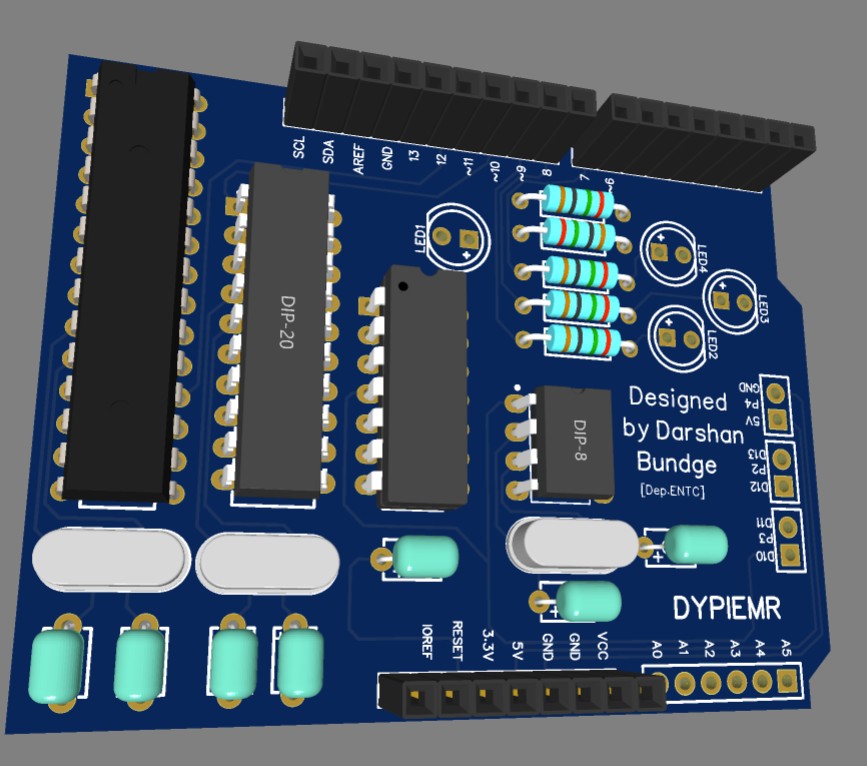 SCL
SDA
AREF
GND
13
12
~11
~10
~9
8
7
~6
LED1
LED4
LED3
LED2
DIP-20
DIP-8
Designed
by Darshan
Bundge
[Dep.ENTC]
GND
P4
5V
D13
P2
D12
D11
P3
D10
DYPIEMR
IOREF
RESET
3.3V
5V
GND
GND
VCC
A0
A1
A2
A3
A4
A5